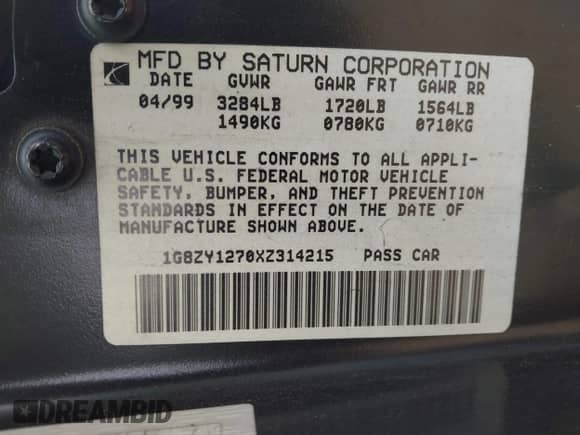 MFD BY SATURN CORPORATION
DATE GVWR GAWR FRT GAWR RR
04/99 3284LB 1720LB 1564LB
1490KG 0780KG 0710KG
THIS VEHICLE CONFORMS TO ALL APPLI-
CABLE U.S. FEDERAL MOTOR VEHICLE
SAFETY, BUMPER, AND THEFT PREVENTION
STANDARDS IN EFFECT ON THE DATE OF
MANUFACTURE SHOWN ABOVE.
1G8ZY1270XZ314215 PASS CAR
DREAMBID